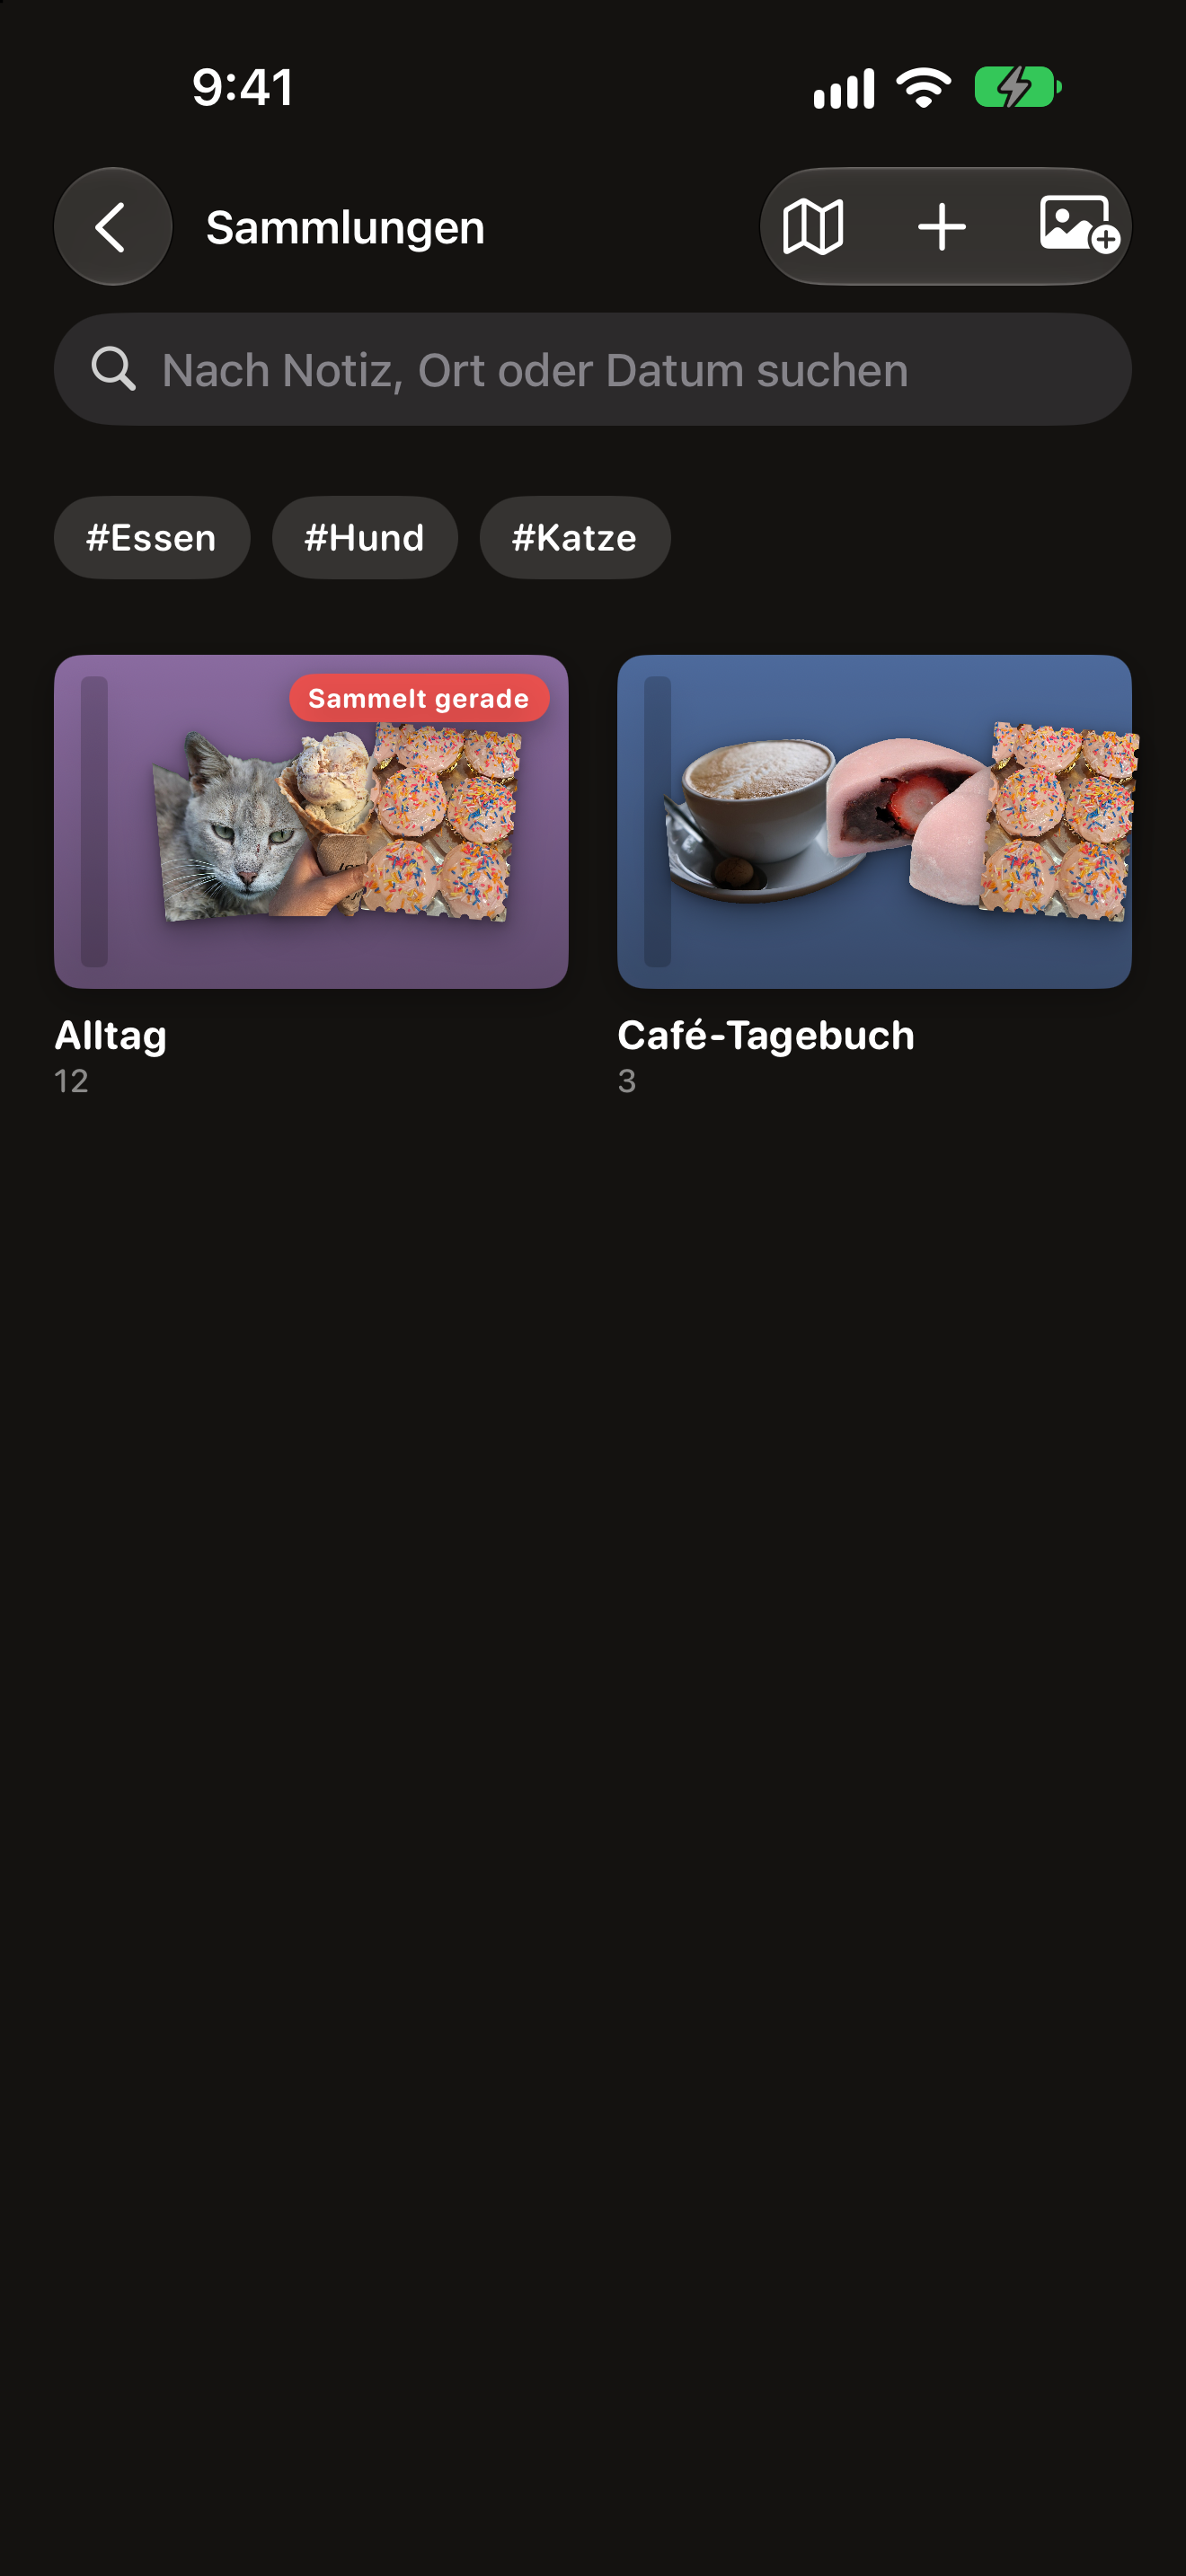 9:41
Sammlungen
Nach Notiz, Ort oder Datum suchen
#Essen #Hund #Katze
Sammelt gerade
Alltag
12
Café-Tagebuch
3